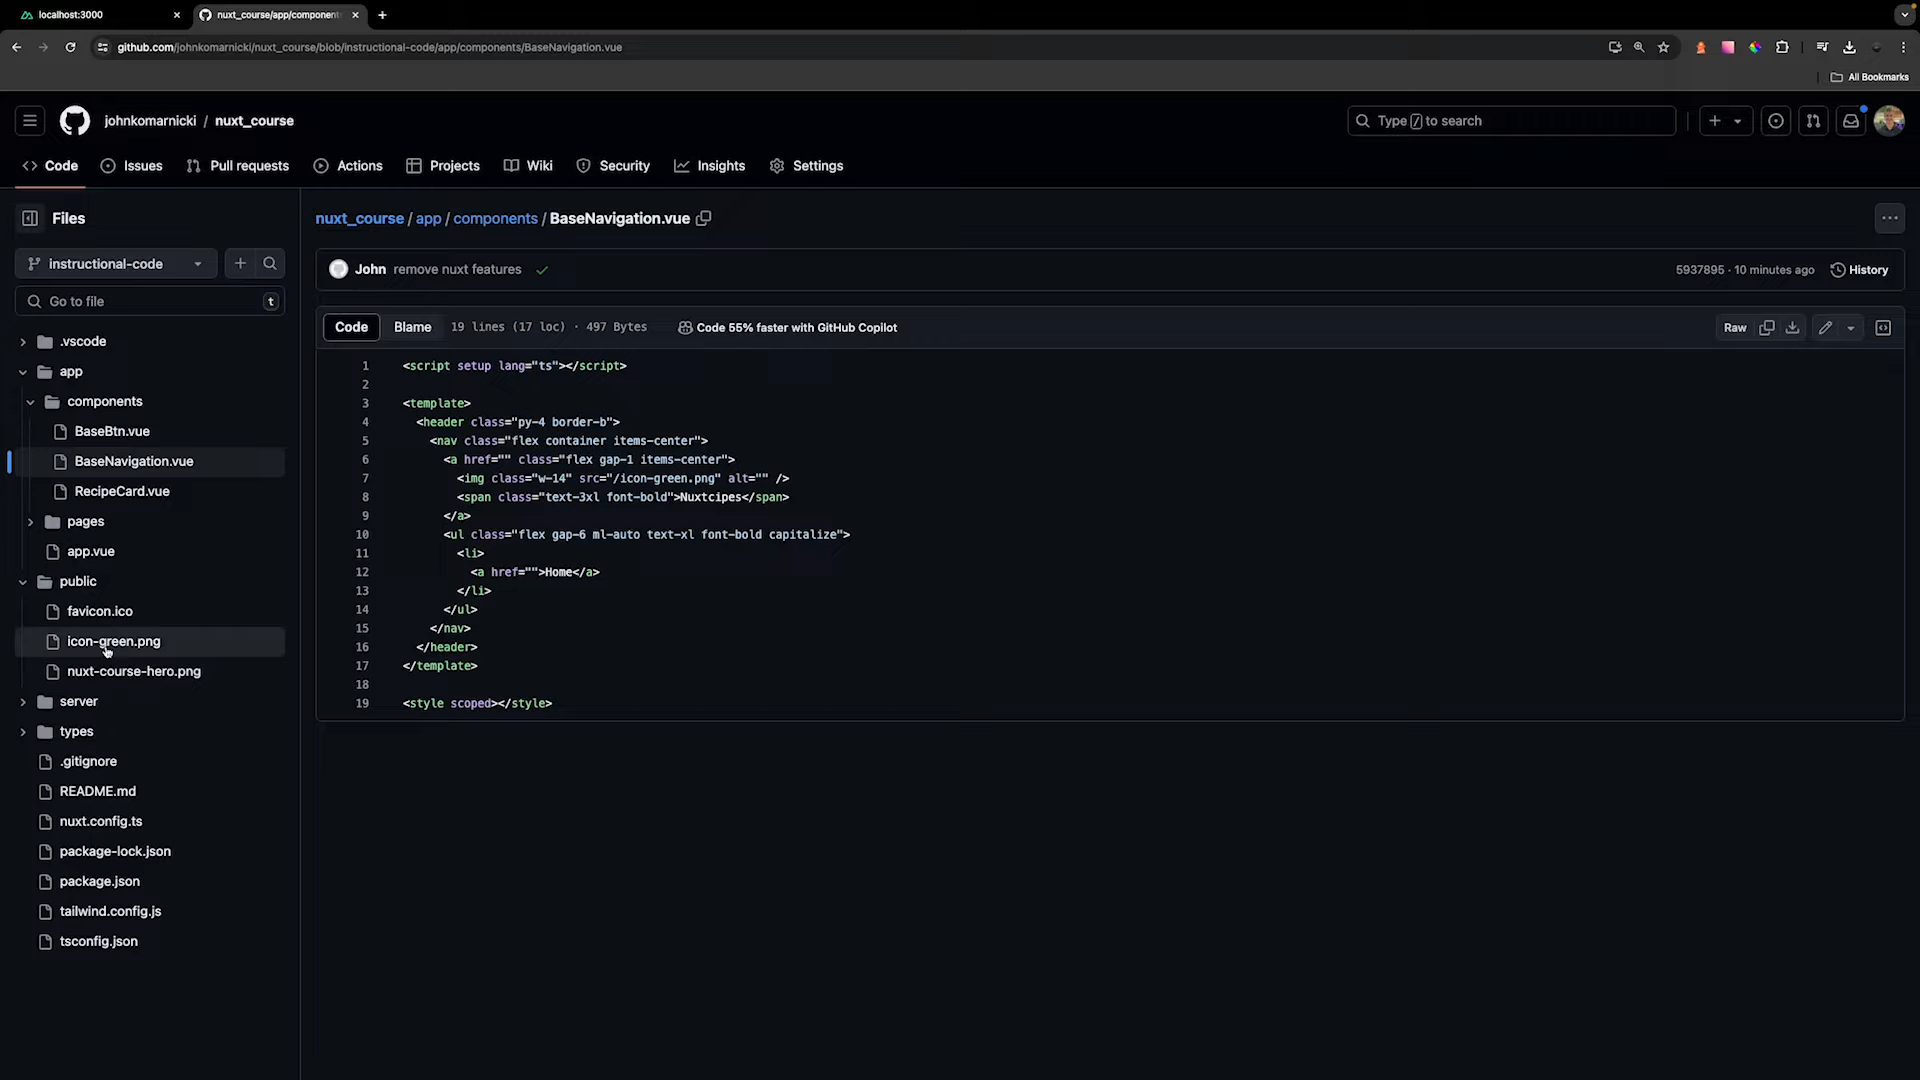 localhost:3000
nuxt_course/app/component
github.com/johnkomarnicki/nuxt_course/blob/instructional-code/app/components/BaseNavigation.vue
All Bookmarks
johnkomarnicki / nuxt_course
Type / to search
Code
Issues
Pull requests
Actions
Projects
Wiki
Security
Insights
Settings
Files
instructional-code
Go to file
t
.vscode
app
components
BaseBtn.vue
BaseNavigation.vue
RecipeCard.vue
pages
app.vue
public
favicon.ico
icon-green.png
nuxt-course-hero.png
server
types
.gitignore
README.md
nuxt.config.ts
package-lock.json
package.json
tailwind.config.js
tsconfig.json
nuxt_course / app / components / BaseNavigation.vue
John remove nuxt features
5937895 · 10 minutes ago
History
Code
Blame
19 lines (17 loc) · 497 Bytes
Code 55% faster with GitHub Copilot
Raw
1 <script setup lang="ts"></script>
2
3 <template>
4 <header class="py-4 border-b">
5 <nav class="flex container items-center">
6 <a href="" class="flex gap-1 items-center">
7 <img class="w-14" src="/icon-green.png" alt="" />
8 <span class="text-3xl font-bold">Nuxtcipes</span>
9 </a>
10 <ul class="flex gap-6 ml-auto text-xl font-bold capitalize">
11 <li>
12 <a href="">Home</a>
13 </li>
14 </ul>
15 </nav>
16 </header>
17 </template>
18
19 <style scoped></style>